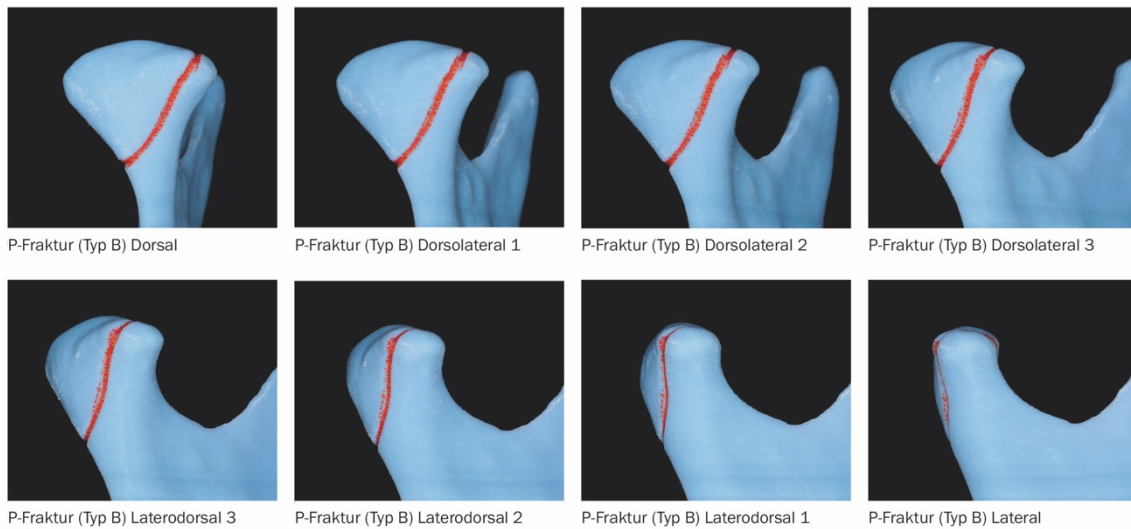 P-Fraktur (Typ B) Dorsal
P-Fraktur (Typ B) Dorsolateral 1
P-Fraktur (Typ B) Dorsolateral 2
P-Fraktur (Typ B) Dorsolateral 3
P-Fraktur (Typ B) Laterodorsal 3
P-Fraktur (Typ B) Laterodorsal 2
P-Fraktur (Typ B) Laterodorsal 1
P-Fraktur (Typ B) Lateral